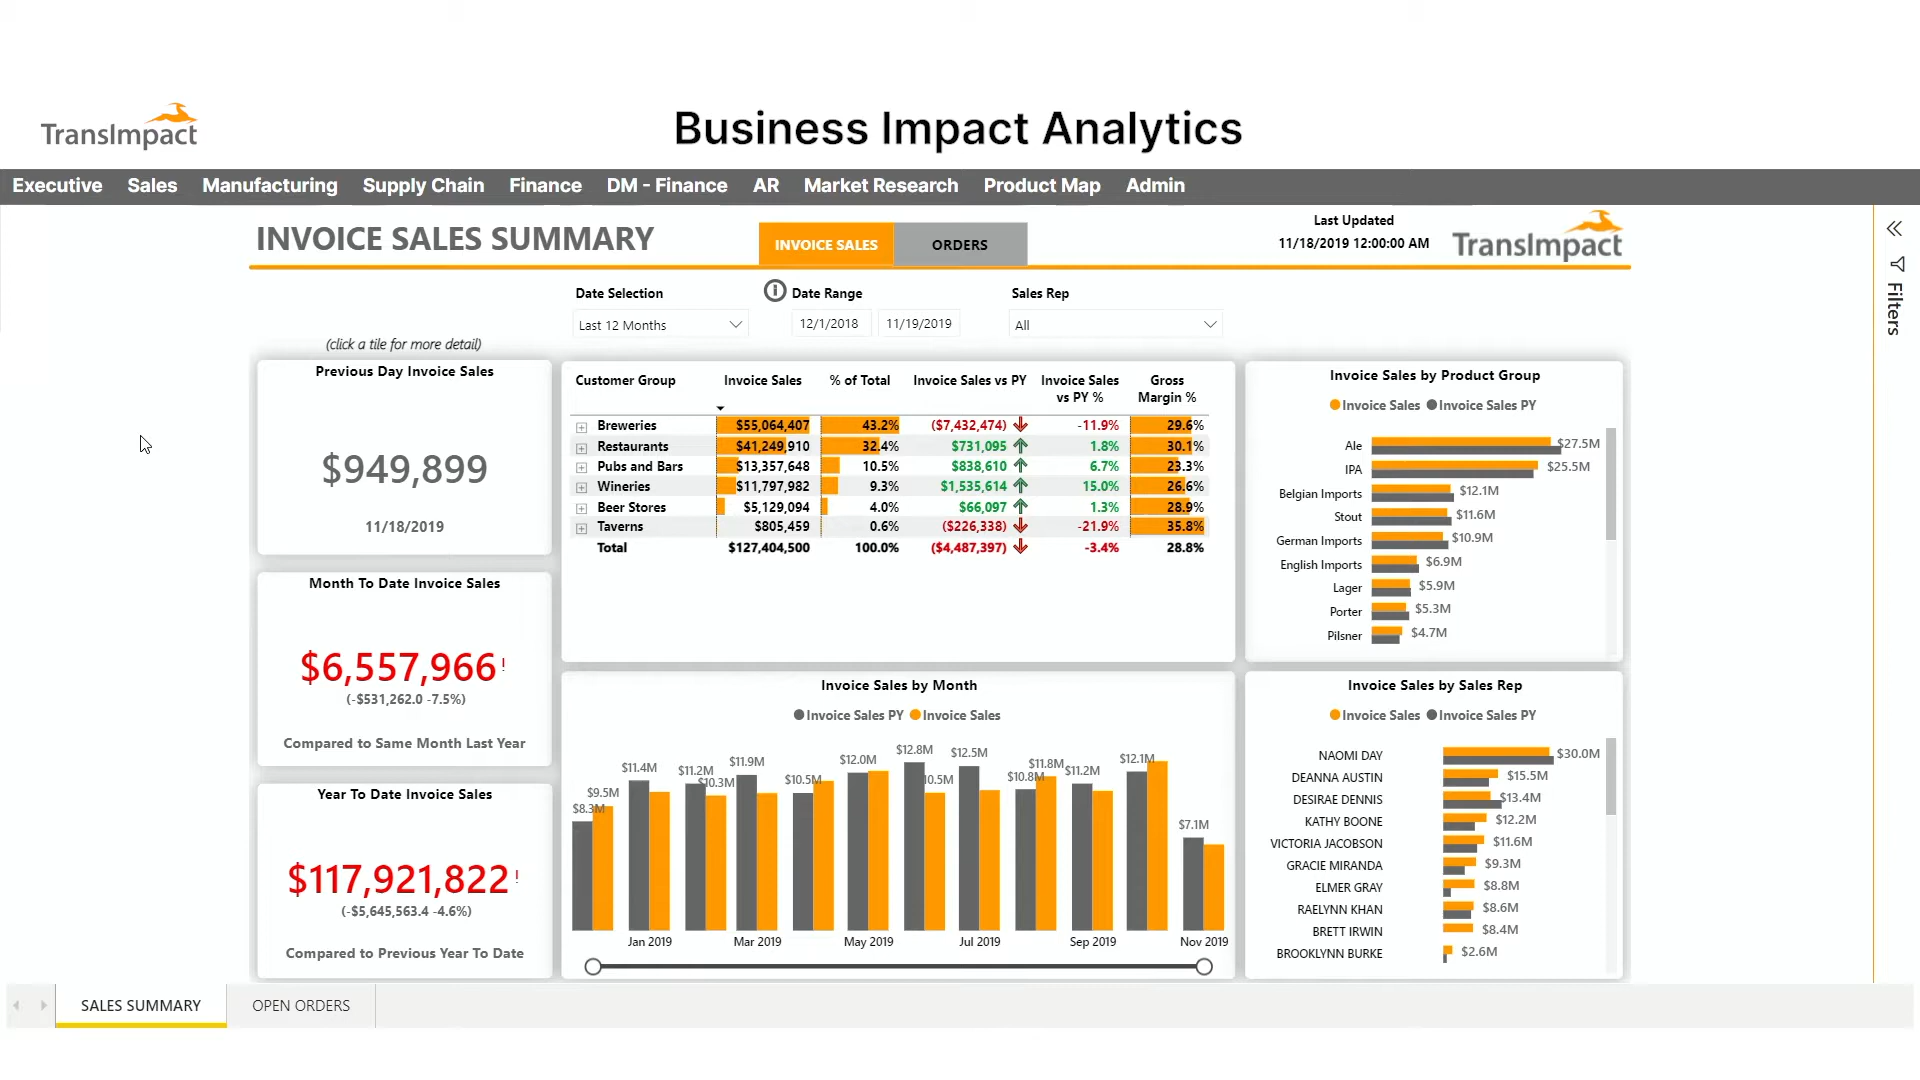 TransImpact
Business Impact Analytics
Executive Sales Manufacturing Supply Chain Finance DM - Finance AR Market Research Product Map Admin
INVOICE SALES SUMMARY
INVOICE SALES
ORDERS
Last Updated
11/18/2019 12:00:00 AM
TransImpact
Filters
Date Selection
Last 12 Months
Date Range
12/1/2018 11/19/2019
Sales Rep
All
(click a tile for more detail)
Previous Day Invoice Sales
$949,899
11/18/2019
Month To Date Invoice Sales
$6,557,966!
(-$531,262.0 -7.5%)
Compared to Same Month Last Year
Year To Date Invoice Sales
$117,921,822!
(-$5,645,563.4 -4.6%)
Compared to Previous Year To Date
Customer Group Invoice Sales % of Total Invoice Sales vs PY Invoice Sales vs PY % Gross Margin %
Breweries $55,064,407 43.2% ($7,432,474) -11.9% 29.6%
Restaurants $41,249,910 32.4% $731,095 1.8% 30.1%
Pubs and Bars $13,357,648 10.5% $838,610 6.7% 23.3%
Wineries $11,797,982 9.3% $1,535,614 15.0% 26.6%
Beer Stores $5,129,094 4.0% $66,097 1.3% 28.9%
Taverns $805,459 0.6% ($226,338) -21.9% 35.8%
Total $127,404,500 100.0% ($4,487,397) -3.4% 28.8%
Invoice Sales by Month
Invoice Sales PY Invoice Sales
$8.3M $9.5M $11.4M $11.2M $10.3M $11.9M $10.5M $12.0M $12.8M 10.5M $12.5M $10.8M $11.8M $11.2M $12.1M $7.1M
Jan 2019 Mar 2019 May 2019 Jul 2019 Sep 2019 Nov 2019
Invoice Sales by Product Group
Invoice Sales Invoice Sales PY
Ale $27.5M
IPA $25.5M
Belgian Imports $12.1M
Stout $11.6M
German Imports $10.9M
English Imports $6.9M
Lager $5.9M
Porter $5.3M
Pilsner $4.7M
Invoice Sales by Sales Rep
Invoice Sales Invoice Sales PY
NAOMI DAY $30.0M
DEANNA AUSTIN $15.5M
DESIRAE DENNIS $13.4M
KATHY BOONE $12.2M
VICTORIA JACOBSON $11.6M
GRACIE MIRANDA $9.3M
ELMER GRAY $8.8M
RAELYNN KHAN $8.6M
BRETT IRWIN $8.4M
BROOKLYNN BURKE $2.6M
SALES SUMMARY
OPEN ORDERS